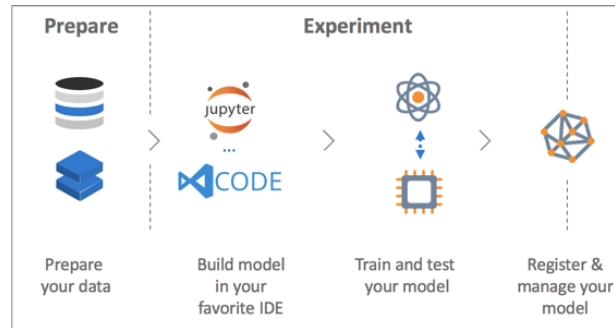 Prepare
Experiment
jupyter
...
CODE
Prepare
your data
Build model
in your
favorite IDE
Train and test
your model
Register &
manage your
model